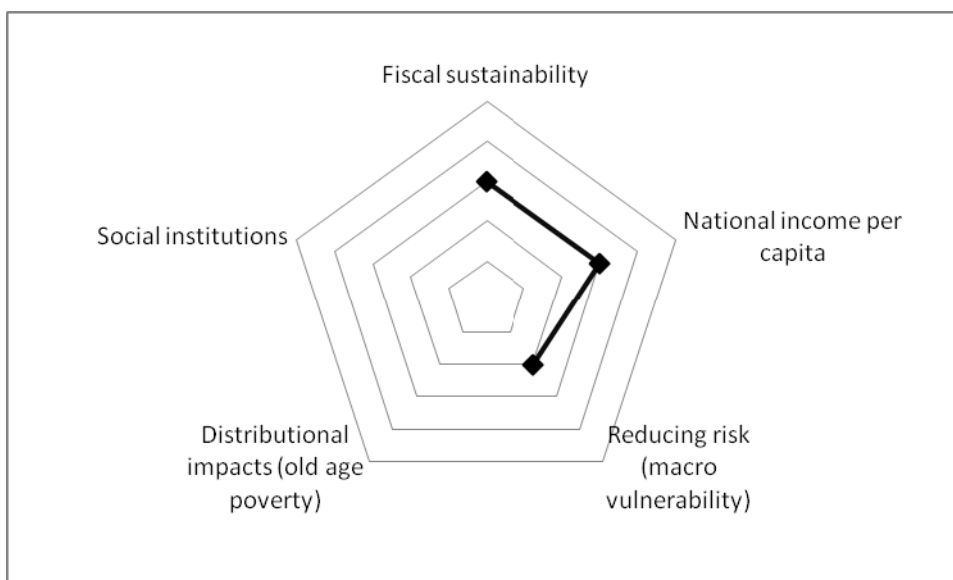 Fiscal sustainability
National income per
capita
Social institutions
Distributional
impacts (old age
poverty)
Reducing risk
(macro
vulnerability)